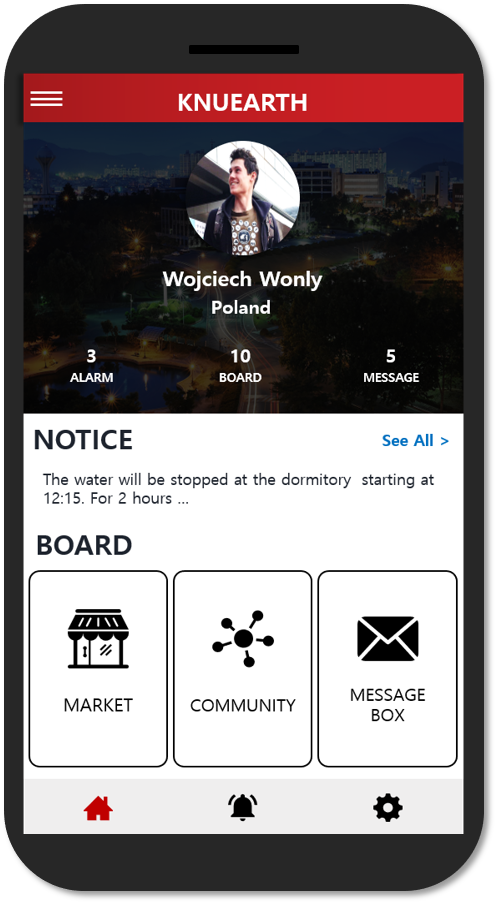 KNUEARTH
Wojciech Wonly
Poland
3 10 5
ALARM BOARD MESSAGE
NOTICE See All >
The water will be stopped at the dormitory starting at
12:15. For 2 hours ...
BOARD
MARKET COMMUNITY MESSAGE
BOX